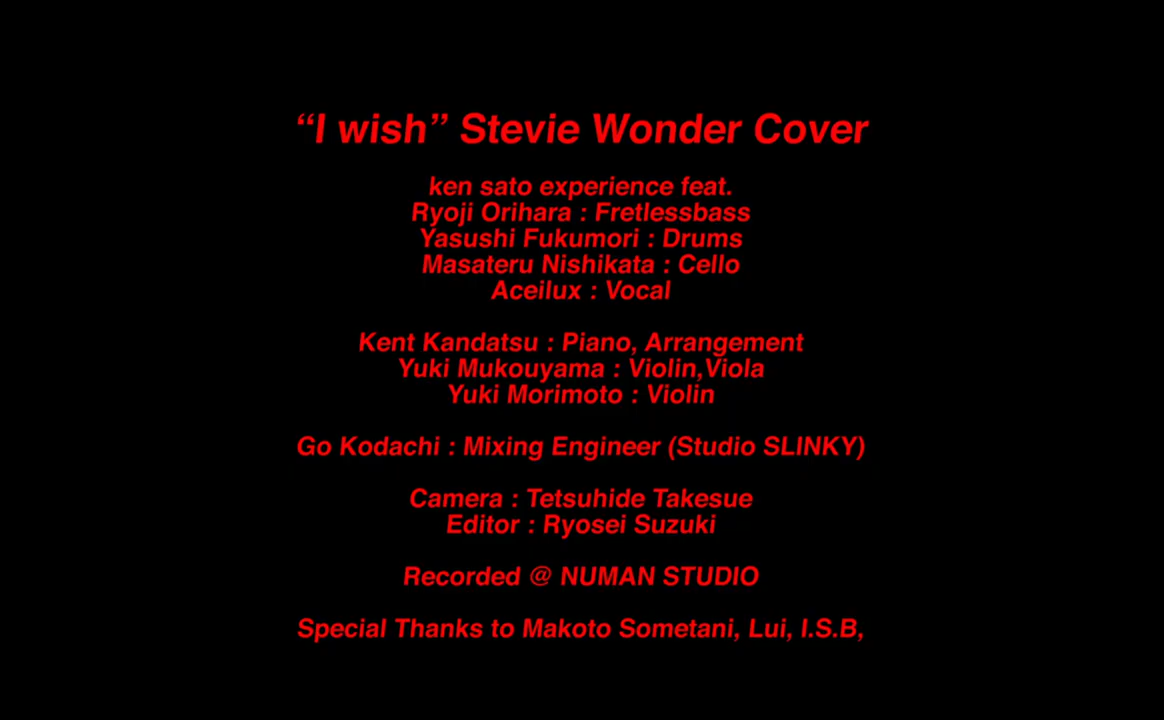 “I wish” Stevie Wonder Cover
ken sato experience feat.
Ryoji Orihara : Fretlessbass
Yasushi Fukumori : Drums
Masateru Nishikata : Cello
Aceilux : Vocal
Kent Kandatsu : Piano, Arrangement
Yuki Mukouyama : Violin,Viola
Yuki Morimoto : Violin
Go Kodachi : Mixing Engineer (Studio SLINKY)
Camera : Tetsuhide Takesue
Editor : Ryosei Suzuki
Recorded @ NUMAN STUDIO
Special Thanks to Makoto Sometani, Lui, I.S.B,